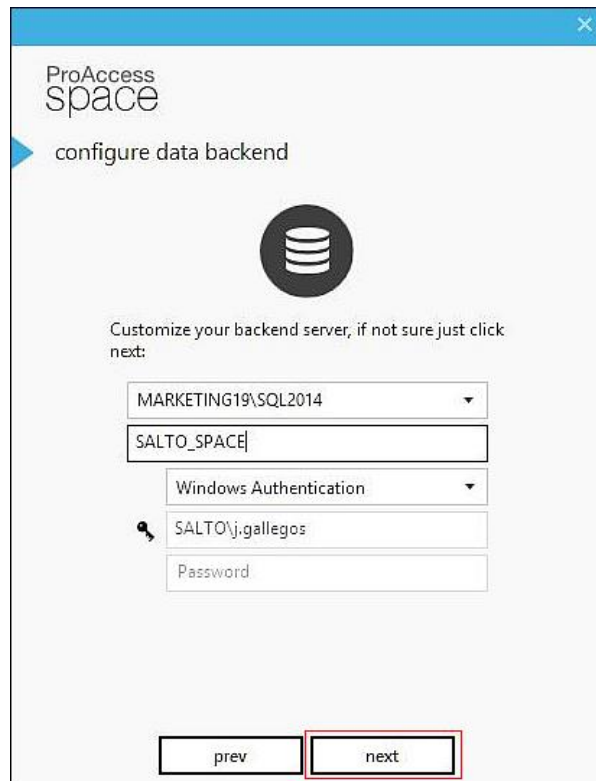 ProAccess
space
configure data backend
Customize your backend server, if not sure just click
next:
MARKETING19\SQL2014
SALTO_SPACE
Windows Authentication
SALTO\j.gallegos
Password
prev
next